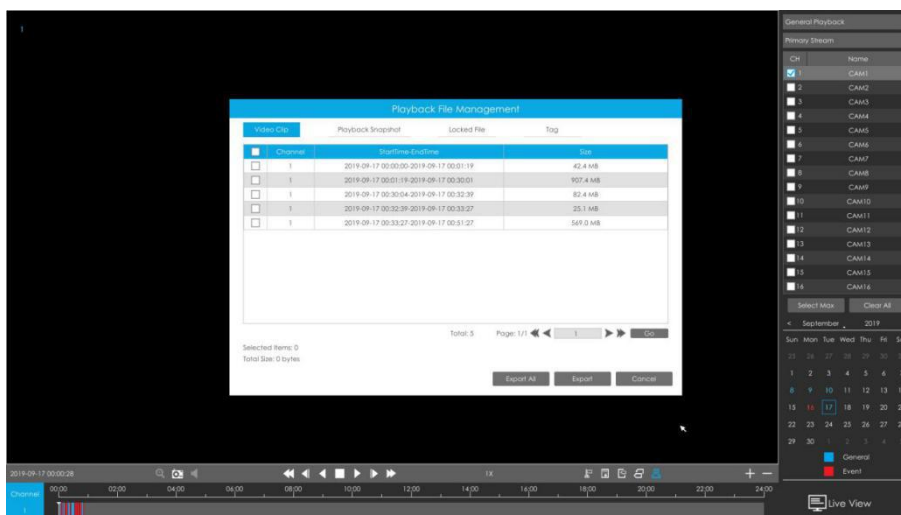 1
General Playback
Primary Stream
CH Name
1 CAM1
2 CAM2
3 CAM3
4 CAM4
5 CAM5
6 CAM6
7 CAM7
8 CAM8
9 CAM9
10 CAM10
11 CAM11
12 CAM12
13 CAM13
14 CAM14
15 CAM15
16 CAM16
Select Max Clear All
< September 2019
Sun Mon Tue Wed Thu Fri
25 26 27 28 29 30
1 2 3 4 5 6
8 9 10 11 12 13
15 16 17 18 19 20
22 23 24 25 26 27
29 30 1 2 3 4
General
Event
Live View
Playback File Management
Video Clip Playback Snapshot Locked File Tag
Channel StartTime-EndTime Size
1 2019-09-17 00:00:00-2019-09-17 00:01:19 42.4 MB
1 2019-09-17 00:01:19-2019-09-17 00:30:01 907.4 MB
1 2019-09-17 00:30:04-2019-09-17 00:32:39 82.4 MB
1 2019-09-17 00:32:39-2019-09-17 00:33:27 25.1 MB
1 2019-09-17 00:33:27-2019-09-17 00:51:27 569.0 MB
Total: 5 Page: 1/1 1 Go
Selected Items: 0
Total Size: 0 bytes
Export All Export Cancel
2019-09-17 00:00:28 1X
Channel 00:00 02:00 04:00 06:00 08:00 10:00 12:00 14:00 16:00 18:00 20:00 22:00 24:00
1